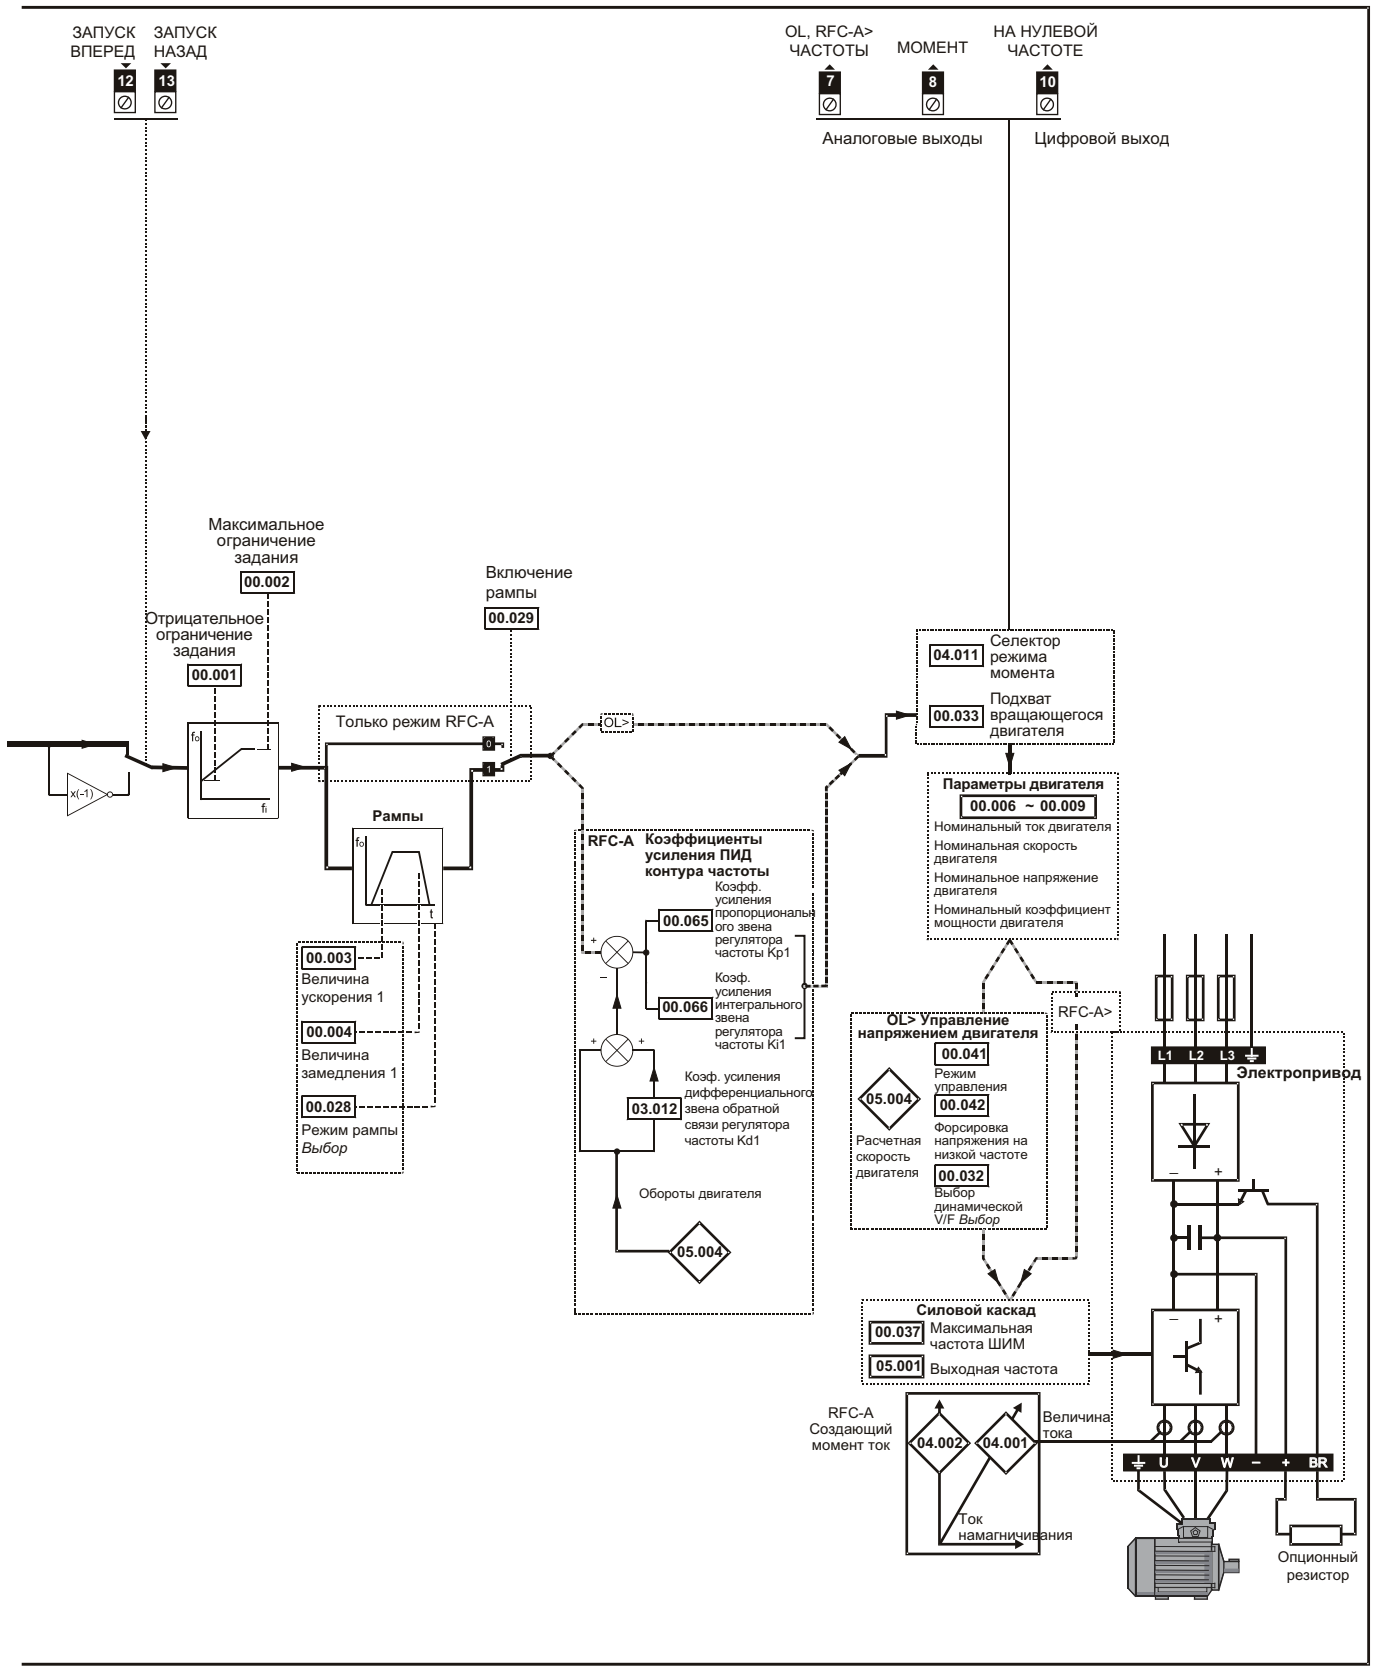 ЗАПУСК
ВПЕРЕД
12
ЗАПУСК
НАЗАД
13
OL, RFC-A>
ЧАСТОТЫ
7
МОМЕНТ
8
НА НУЛЕВОЙ
ЧАСТОТЕ
10
Аналоговые выходы
Цифровой выход
Максимальное
ограничение
задания
00.002
Отрицательное
ограничение
задания
00.001
fo
fi
x(-1)
Включение
рампы
00.029
Только режим RFC-A
0
1
Рампы
fo
t
00.003
Величина
ускорения 1
00.004
Величина
замедления 1
00.028
Режим рампы
Выбор
OL>
RFC-A
Коэффициенты
усиления ПИД
контура частоты
00.065
Коэфф.
усиления
пропорциональн
ого звена
регулятора
частоты Kp1
+
–
00.066
Коэф.
усиления
интегрального
звена
регулятора
частоты Ki1
+
+
03.012
Коэф. усиления
дифференциального
звена обратной
связи регулятора
частоты Kd1
Обороты двигателя
05.004
04.011
Селектор
режима
момента
00.033
Подхват
вращающегося
двигателя
Параметры двигателя
00.006 ~ 00.009
Номинальный ток двигателя
Номинальная скорость
двигателя
Номинальное напряжение
двигателя
Номинальный коэффициент
мощности двигателя
RFC-A>
OL> Управление
напряжением двигателя
00.041
Режим
управления
00.042
Форсировка
напряжения на
низкой частоте
00.032
Выбор
динамической
V/F Выбор
05.004
Расчетная
скорость
двигателя
Силовой каскад
00.037
Максимальная
частота ШИМ
05.001
Выходная частота
RFC-A
Создающий
момент ток
04.002
04.001
Величина
тока
Ток
намагничивания
L1 L2 L3
Электропривод
– +
– +
U V W – + BR
Опционный
резистор